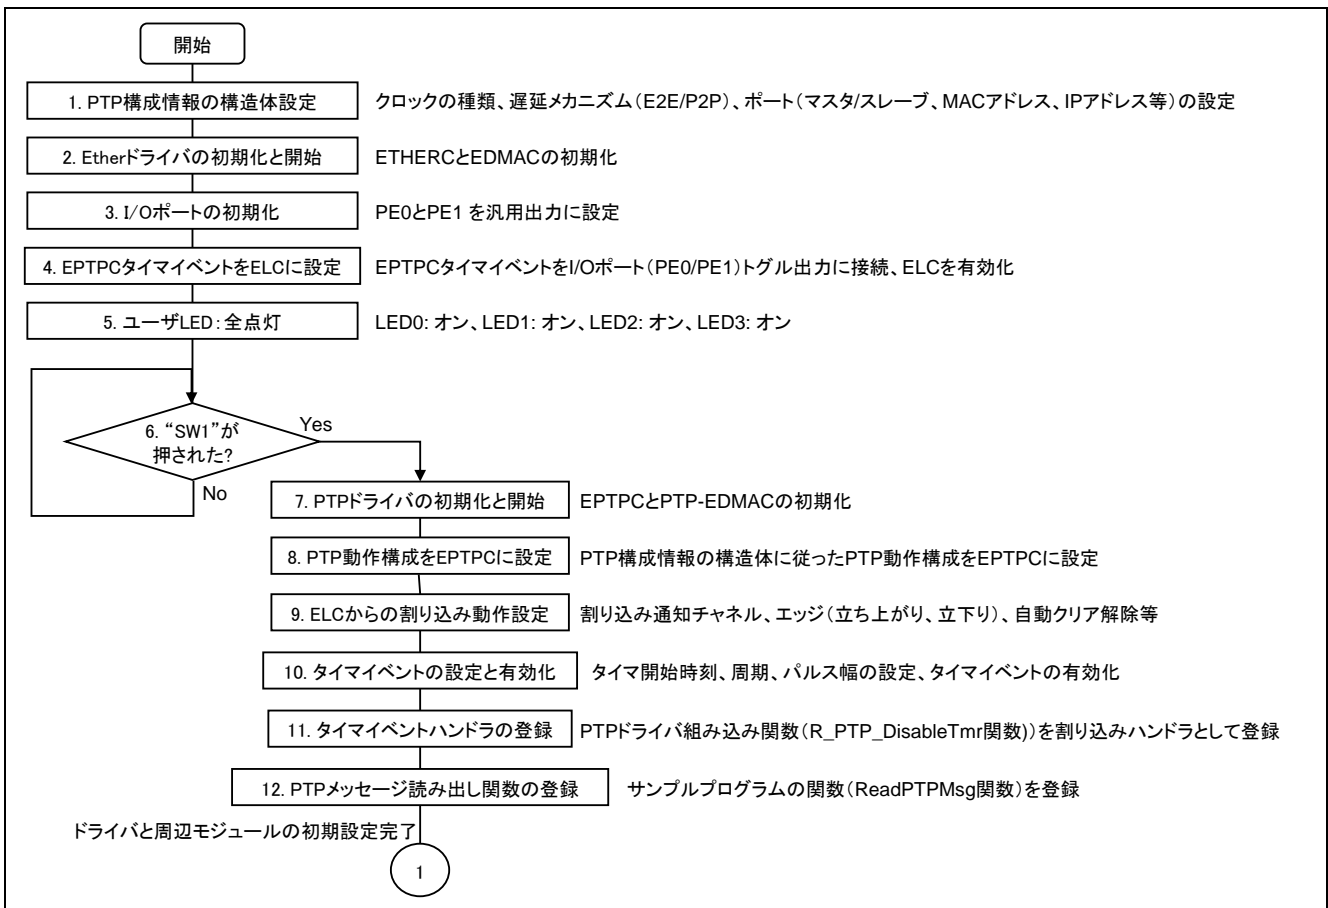 開始
1. PTP構成情報の構造体設定
クロックの種類、遅延メカニズム（E2E/P2P）、ポート（マスタ/スレーブ、MACアドレス、IPアドレス等）の設定
2. Etherドライバの初期化と開始
ETHERCとEDMACの初期化
3. I/Oポートの初期化
PE0とPE1 を汎用出力に設定
4. EPTPCタイマイベントをELCに設定
EPTPCタイマイベントをI/Oポート（PE0/PE1）トグル出力に接続、ELCを有効化
5. ユーザLED：全点灯
LED0: オン、LED1: オン、LED2: オン、LED3: オン
6. “SW1”が
押された?
Yes
No
7. PTPドライバの初期化と開始
EPTPCとPTP-EDMACの初期化
8. PTP動作構成をEPTPCに設定
PTP構成情報の構造体に従ったPTP動作構成をEPTPCに設定
9. ELCからの割り込み動作設定
割り込み通知チャネル、エッジ（立ち上がり、立下り）、自動クリア解除等
10. タイマイベントの設定と有効化
タイマ開始時刻、周期、パルス幅の設定、タイマイベントの有効化
11. タイマイベントハンドラの登録
PTPドライバ組み込み関数（R_PTP_DisableTmr関数)）を割り込みハンドラとして登録
12. PTPメッセージ読み出し関数の登録
サンプルプログラムの関数（ReadPTPMsg関数）を登録
ドライバと周辺モジュールの初期設定完了
1